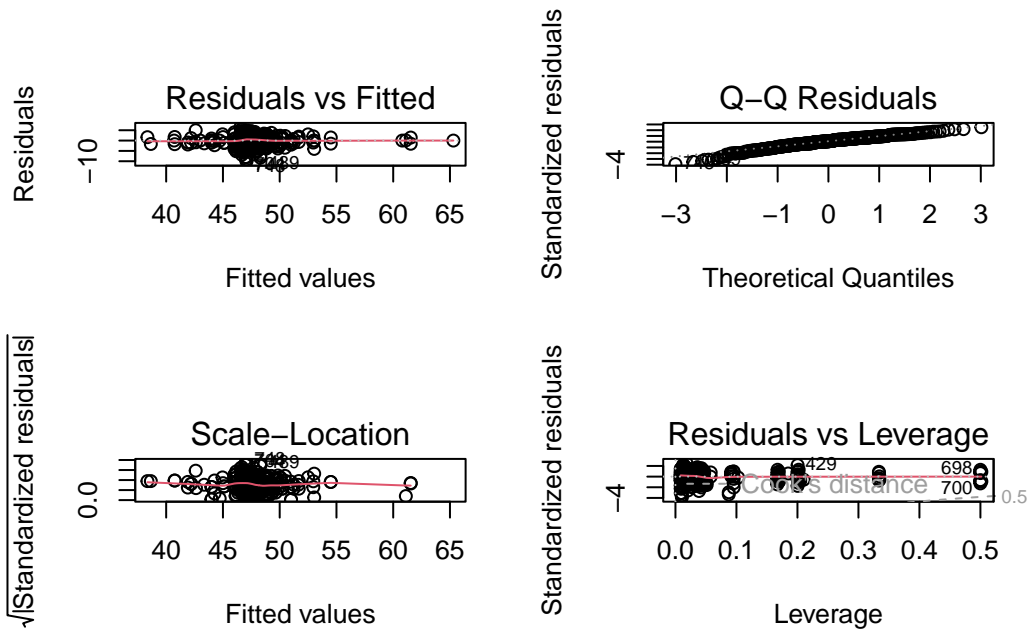 Residuals vs Fitted
Residuals
−10
489
40 45 50 55 60 65
Fitted values
Q−Q Residuals
Standardized residuals
−4
−3 −1 0 1 2 3
Theoretical Quantiles
Scale−Location
√|Standardized residuals|
0.0
489
40 45 50 55 60 65
Fitted values
Residuals vs Leverage
Standardized residuals
−4
429
698
700
Cook's distance
0.5
0.0 0.1 0.2 0.3 0.4 0.5
Leverage